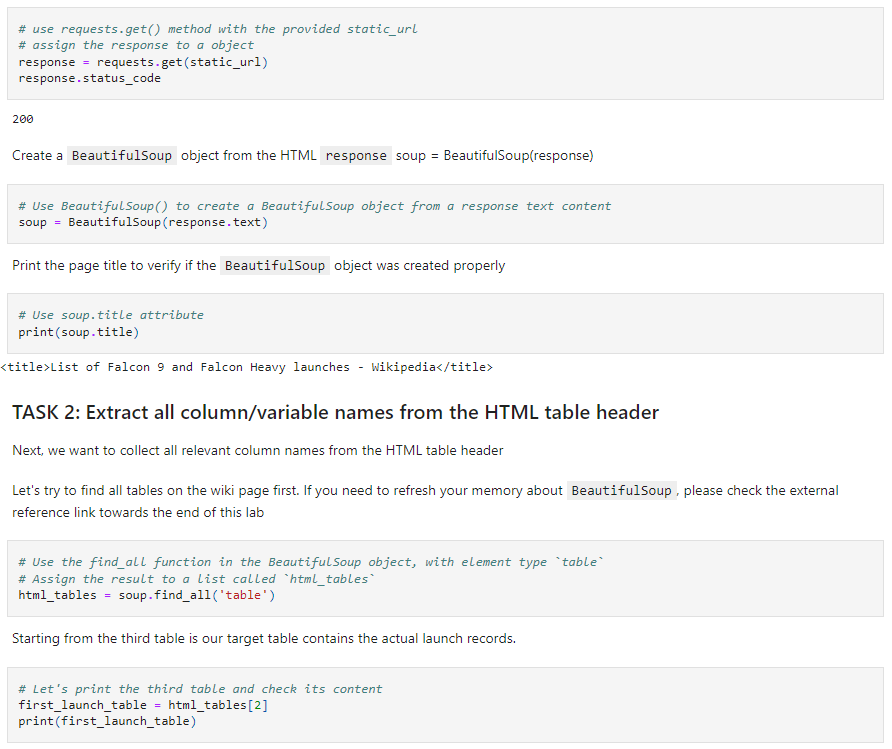 # use requests.get() method with the provided static_url
# assign the response to a object
response = requests.get(static_url)
response.status_code
200
Create a BeautifulSoup object from the HTML response soup = BeautifulSoup(response)
# Use BeautifulSoup() to create a BeautifulSoup object from a response text content
soup = BeautifulSoup(response.text)
Print the page title to verify if the BeautifulSoup object was created properly
# Use soup.title attribute
print(soup.title)
<title>List of Falcon 9 and Falcon Heavy launches - Wikipedia</title>
TASK 2: Extract all column/variable names from the HTML table header
Next, we want to collect all relevant column names from the HTML table header
Let's try to find all tables on the wiki page first. If you need to refresh your memory about BeautifulSoup, please check the external
reference link towards the end of this lab
# Use the find_all function in the BeautifulSoup object, with element type `table`
# Assign the result to a list called `html_tables`
html_tables = soup.find_all('table')
Starting from the third table is our target table contains the actual launch records.
# Let's print the third table and check its content
first_launch_table = html_tables[2]
print(first_launch_table)